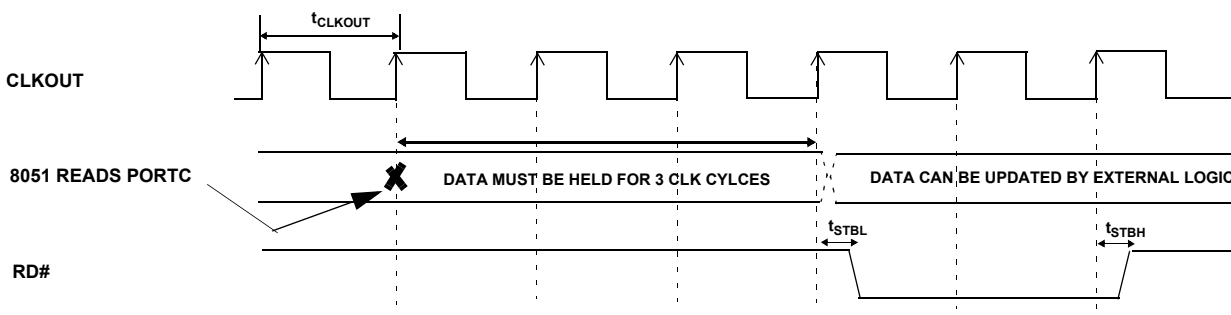 tCLKOUT
CLKOUT
8051 READS PORTC
DATA MUST BE HELD FOR 3 CLK CYLCES
DATA CAN BE UPDATED BY EXTERNAL LOGIC
tSTBL
tSTBH
RD#